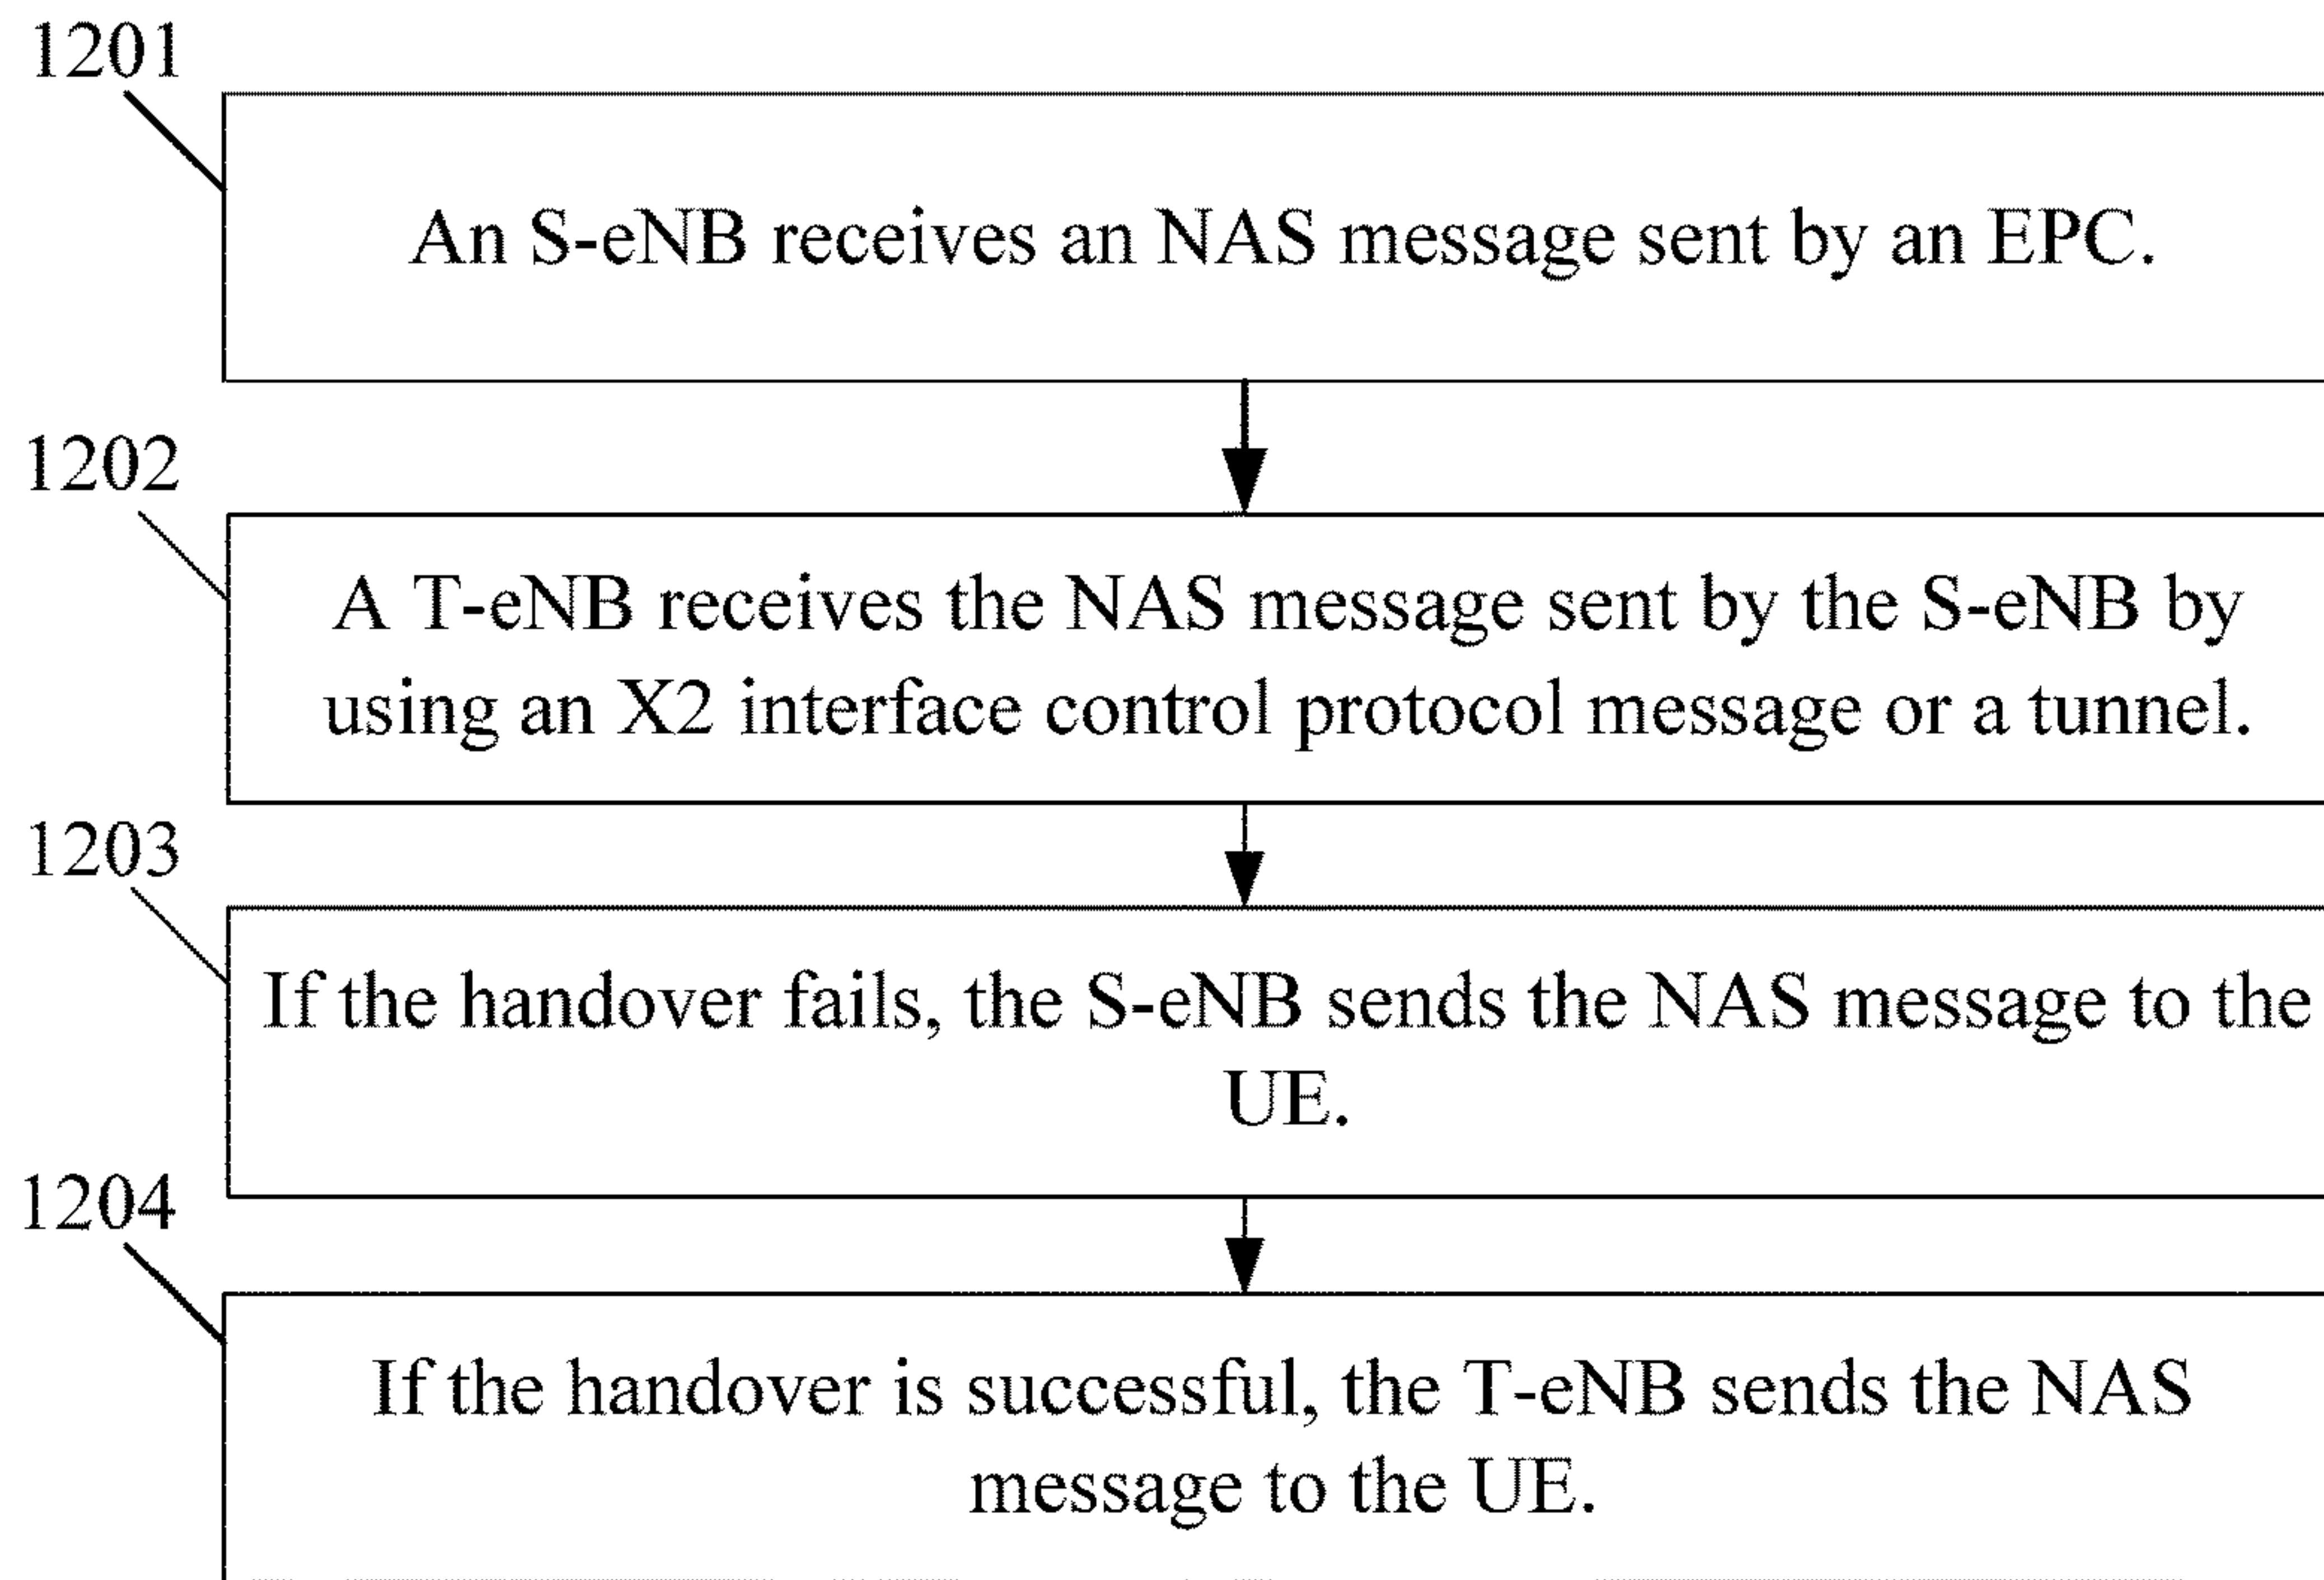 1201
An S-eNB receives an NAS message sent by an EPC.
1202
A T-eNB receives the NAS message sent by the S-eNB by
using an X2 interface control protocol message or a tunnel.
1203
If the handover fails, the S-eNB sends the NAS message to the
UE.
1204
If the handover is successful, the T-eNB sends the NAS
message to the UE.